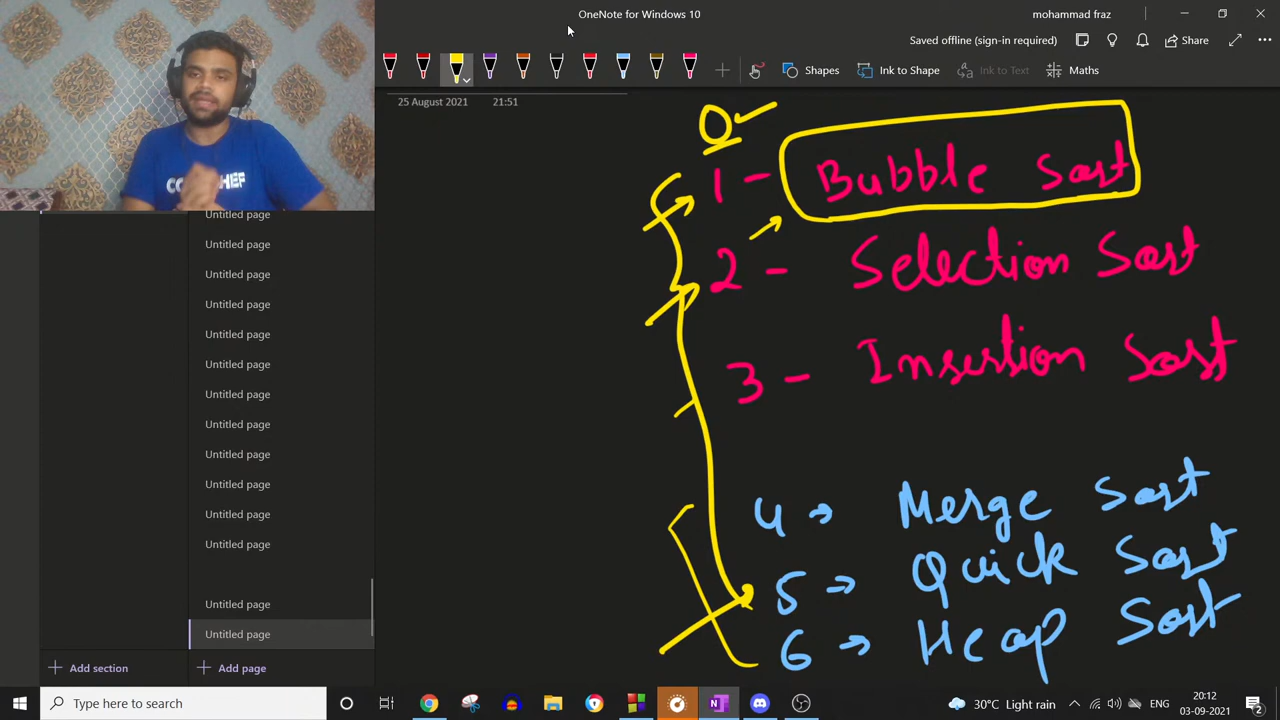 OneNote for Windows 10
mohammad fraz
Saved offline (sign-in required)
Share
Shapes
Ink to Shape
Ink to Text
Maths
25 August 2021 21:51
1 - Bubble Sort
2 - Selection Sort
3 - Insertion Sort
4 → Merge Sort
5 → Quick Sort
6 → Heap Sort
Untitled page
Untitled page
Untitled page
Untitled page
Untitled page
Untitled page
Untitled page
Untitled page
Untitled page
Untitled page
Untitled page
Untitled page
Untitled page
Untitled page
Add section
Add page
Type here to search
30°C Light rain
ENG
20:12
03-09-2021
2